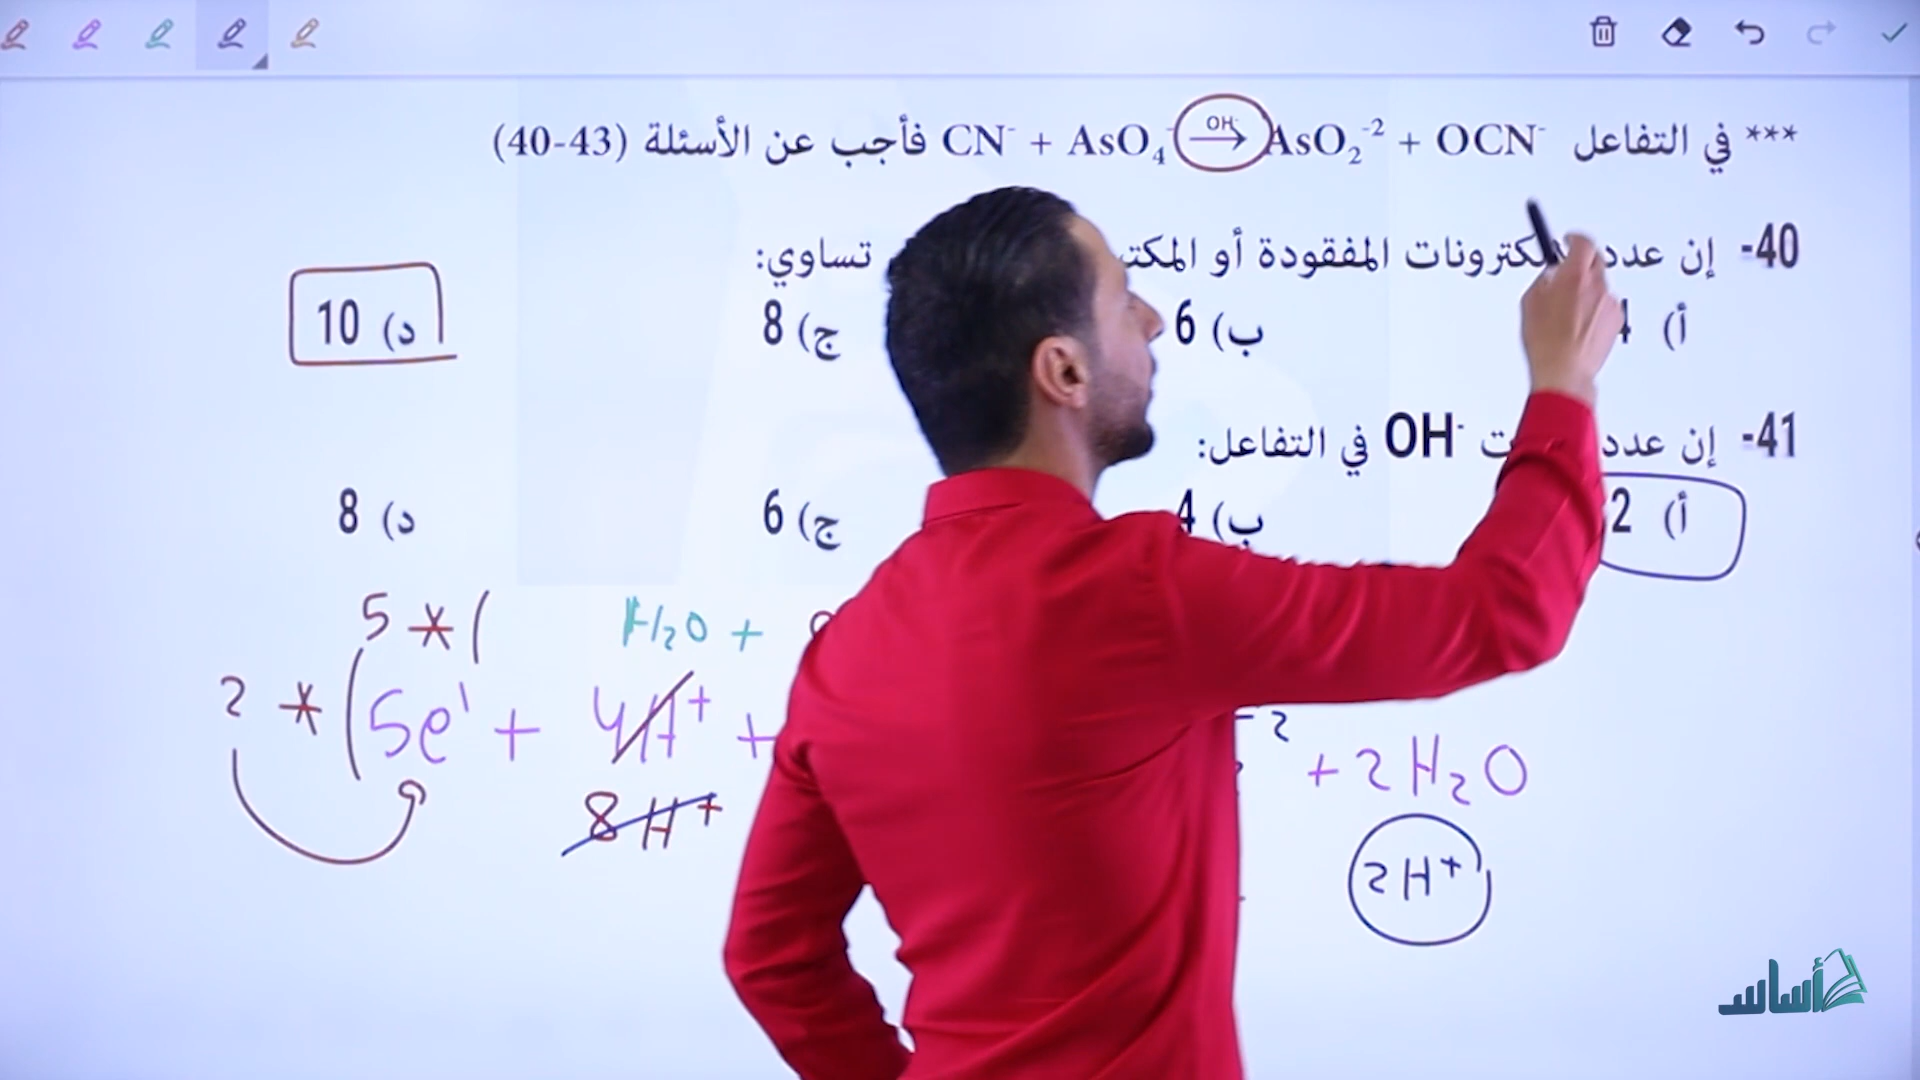 *** في التفاعل CN⁻ + AsO₄⁻ →(OH⁻) AsO₂⁻² + OCN⁻ فأجب عن الأسئلة (40-43)
40- إن عدد الإلكترونات المفقودة أو تساوي:
أ) 4 ب) 6 ج) 8 د) 10
41- إن عدد OH⁻ في التفاعل:
أ) 2 ب) 4 ج) 6 د) 8
5 * ( H₂O +
2 * (5e⁻ + 4H⁺ + ⁻² + 2H₂O
8H⁺ 2H⁺
أساس